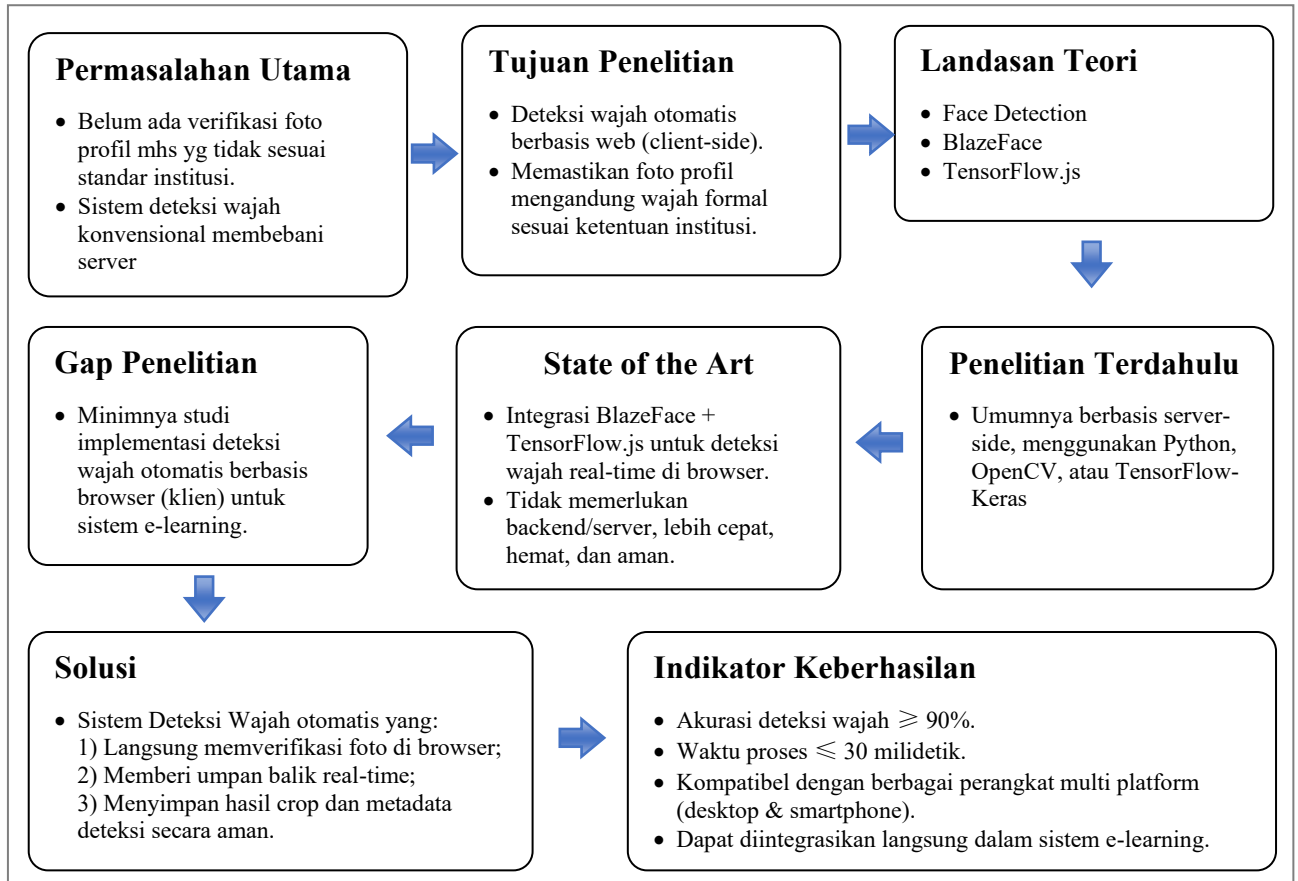 Permasalahan Utama
• Belum ada verifikasi foto
profil mhs yg tidak sesuai
standar institusi.
• Sistem deteksi wajah
konvensional membebani
server
Tujuan Penelitian
• Deteksi wajah otomatis
berbasis web (client-side).
• Memastikan foto profil
mengandung wajah formal
sesuai ketentuan institusi.
Landasan Teori
• Face Detection
• BlazeFace
• TensorFlow.js
Penelitian Terdahulu
• Umumnya berbasis server-
side, menggunakan Python,
OpenCV, atau TensorFlow-
Keras
State of the Art
• Integrasi BlazeFace +
TensorFlow.js untuk deteksi
wajah real-time di browser.
• Tidak memerlukan
backend/server, lebih cepat,
hemat, dan aman.
Gap Penelitian
• Minimnya studi
implementasi deteksi
wajah otomatis berbasis
browser (klien) untuk
sistem e-learning.
Solusi
• Sistem Deteksi Wajah otomatis yang:
1) Langsung memverifikasi foto di browser;
2) Memberi umpan balik real-time;
3) Menyimpan hasil crop dan metadata
deteksi secara aman.
Indikator Keberhasilan
• Akurasi deteksi wajah ≥ 90%.
• Waktu proses ≤ 30 milidetik.
• Kompatibel dengan berbagai perangkat multi platform
(desktop & smartphone).
• Dapat diintegrasikan langsung dalam sistem e-learning.